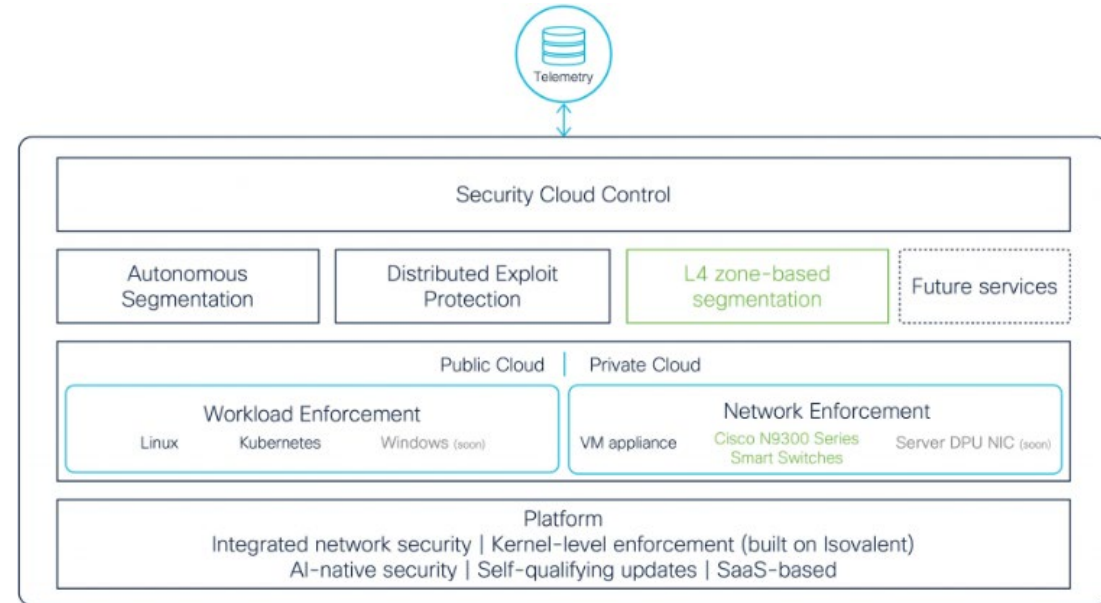 Telemetry
Security Cloud Control
Autonomous
Segmentation
Distributed Exploit
Protection
L4 zone-based
segmentation
Future services
Public Cloud | Private Cloud
Workload Enforcement
Linux
Kubernetes
Windows (soon)
Network Enforcement
VM appliance
Cisco N9300 Series
Smart Switches
Server DPU NIC (soon)
Platform
Integrated network security | Kernel-level enforcement (built on Isovalent)
AI-native security | Self-qualifying updates | SaaS-based